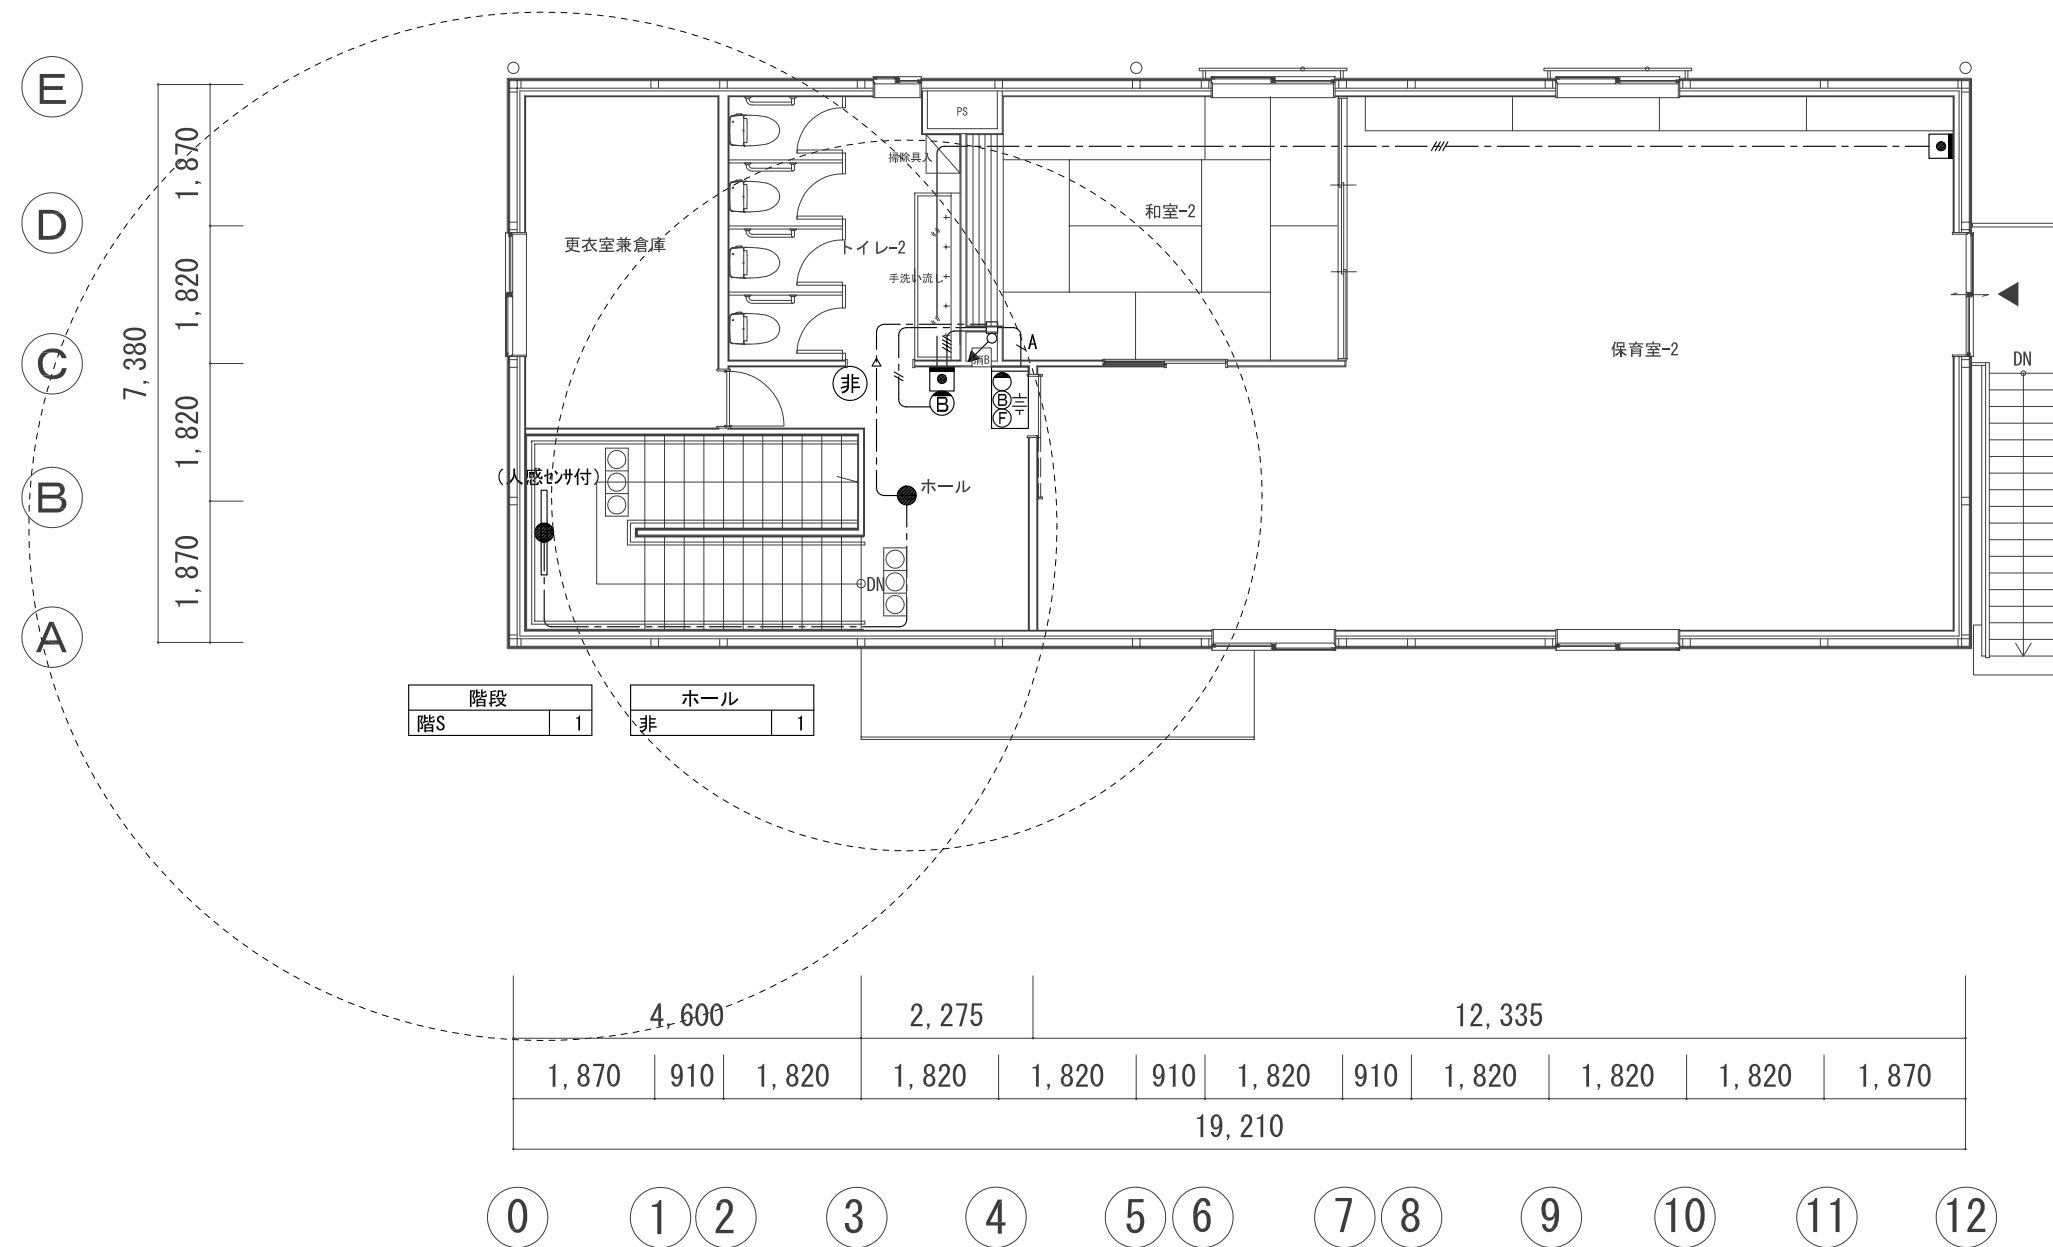 E
D
C
B
A
1,870
1,820
1,820
1,870
7,380
PS
掃除具入
和室-2
更衣室兼倉庫
トイレ-2
手洗い流し
保育室-2
DN
A
消B
非
B
B
F
(人感ｾﾝｻ付)
ホール
DN
階段
階S 1
ホール
非 1
4,600 2,275 12,335
1,870 910 1,820 1,820 1,820 910 1,820 910 1,820 1,820 1,820 1,870
19,210
0 1 2 3 4 5 6 7 8 9 10 11 12